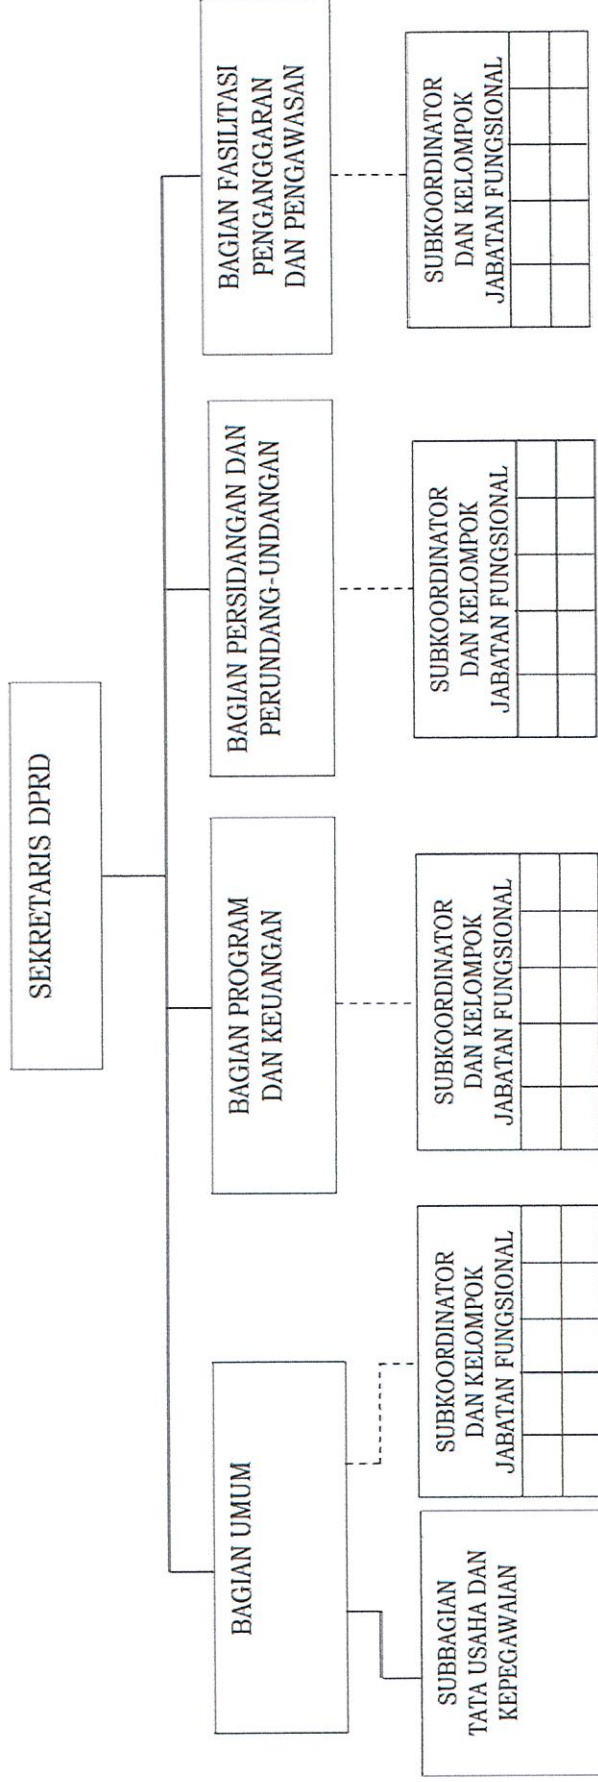 SEKRETARIS DPRD
BAGIAN UMUM
BAGIAN PROGRAM
DAN KEUANGAN
BAGIAN PERSIDANGAN DAN
PERUNDANG-UNDANGAN
BAGIAN FASILITASI
PENGANGGARAN
DAN PENGAWASAN
SUBBAGIAN
TATA USAHA DAN
KEPEGAWAIAN
SUBKOORDINATOR
DAN KELOMPOK
JABATAN FUNGSIONAL
SUBKOORDINATOR
DAN KELOMPOK
JABATAN FUNGSIONAL
SUBKOORDINATOR
DAN KELOMPOK
JABATAN FUNGSIONAL
SUBKOORDINATOR
DAN KELOMPOK
JABATAN FUNGSIONAL